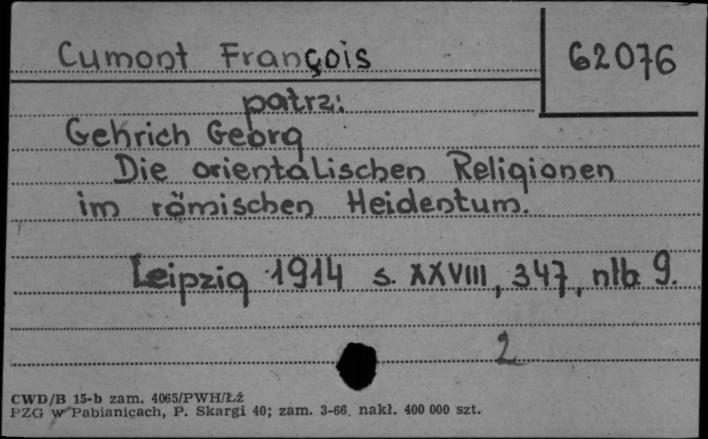 Cumont François
62076
patrz:
Gehrich Georg
Die orientalischen Religionen
im römischen Heidentum.
Leipzig 1914 s. XXVIII, 347, nlb. 9.
2
CWD/B 15-b zam. 4065/PWH/Łź
PZG w Pabianicach, P. Skargi 40; zam. 3-66. nakł. 400 000 szt.